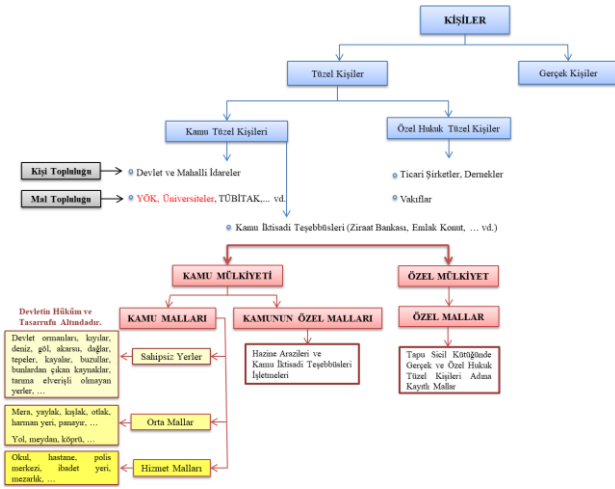 KİŞİLER
Tüzel Kişiler
Gerçek Kişiler
Kamu Tüzel Kişileri
Özel Hukuk Tüzel Kişiler
Kişi Topluluğu
Devlet ve Mahalli İdareler
Ticari Şirketler, Dernekler
Mal Topluluğu
YÖK, Üniversiteler, TÜBİTAK,... vd.
Vakıflar
Kamu İktisadi Teşebbüsleri (Ziraat Bankası, Emlak Konut, … vd.)
KAMU MÜLKİYETİ
ÖZEL MÜLKİYET
Devletin Hüküm ve
Tasarrufu Altındadır.
KAMU MALLARI
KAMUNUN ÖZEL MALLARI
ÖZEL MALLAR
Devlet ormanları, kıyılar,
deniz, göl, akarsu, dağlar,
tepeler, kayalar, buzullar,
bunlardan çıkan kaynaklar,
tarıma elverişli olmayan
yerler, …
Sahipsiz Yerler
Hazine Arazileri ve
Kamu İktisadi Teşebbüsleri
İşletmeleri
Tapu Sicil Kütüğünde
Gerçek ve Özel Hukuk
Tüzel Kişileri Adına
Kayıtlı Mallar
Mera, yaylak, kışlak, otlak,
harman yeri, panayır, …
Yol, meydan, köprü, …
Orta Mallar
Okul, hastane, polis
merkezi, ibadet yeri,
mezarlık, …
Hizmet Malları